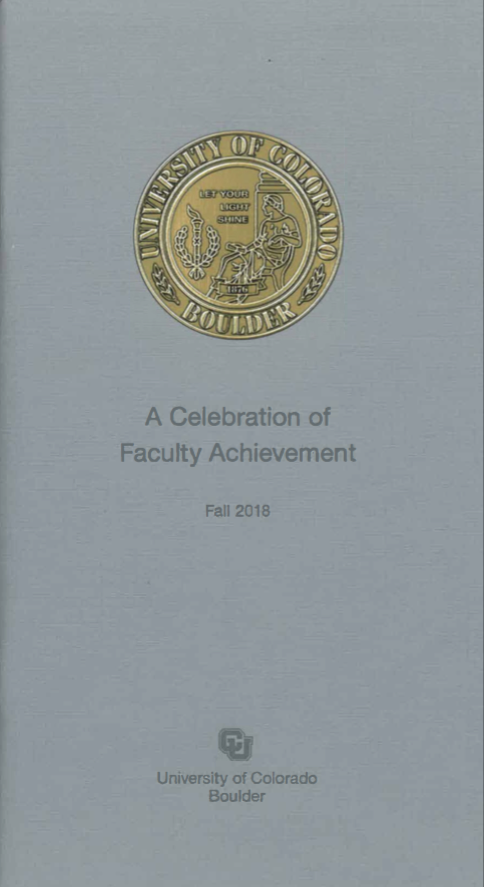 UNIVERSITY OF COLORADO
LET YOUR
LIGHT
SHINE
1876
BOULDER
A Celebration of
Faculty Achievement
Fall 2018
CU
University of Colorado
Boulder